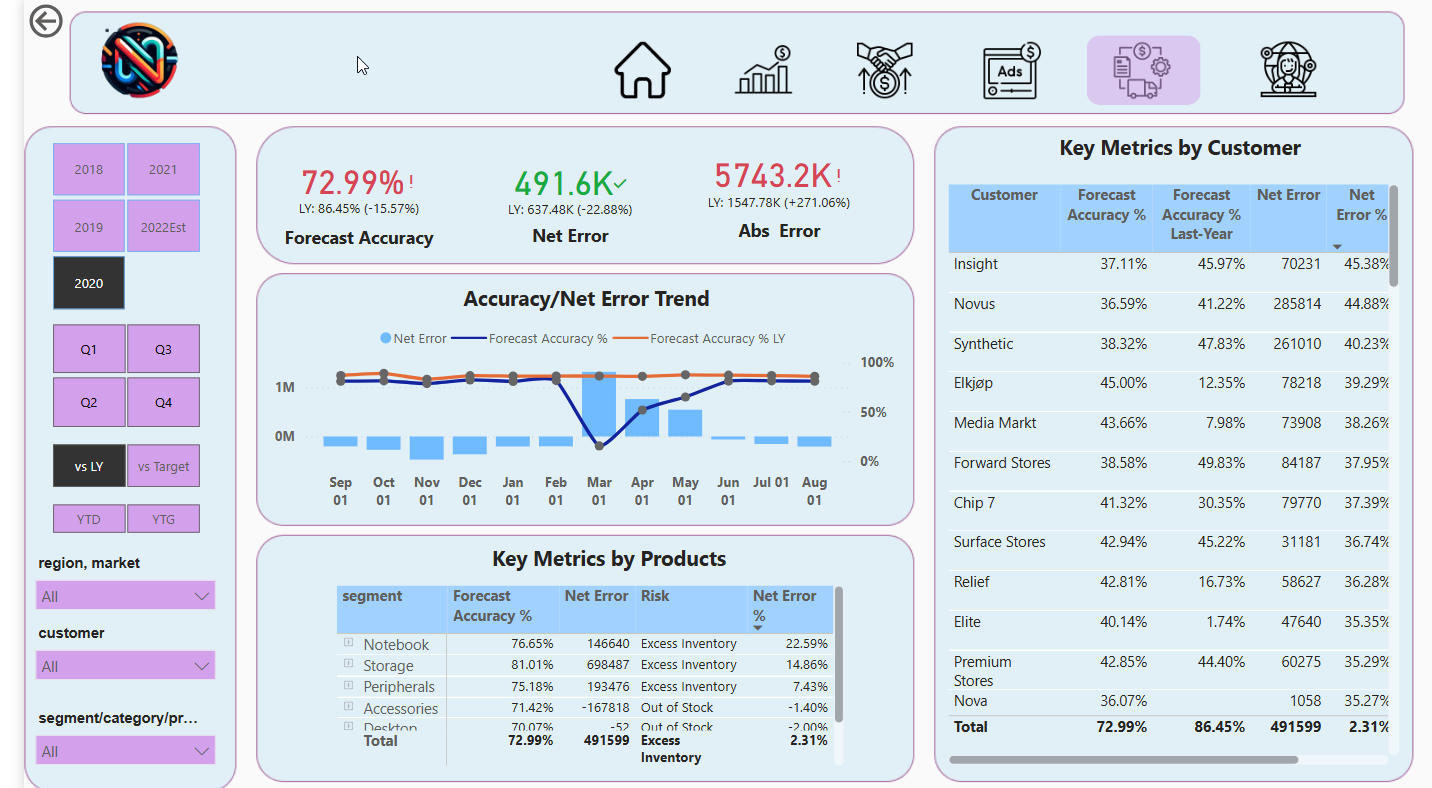 Ads
2018 2021
2019 2022Est
2020
Q1 Q3
Q2 Q4
vs LY vs Target
YTD YTG
region, market
All
customer
All
segment/category/pr...
All
72.99%!
LY: 86.45% (-15.57%)
Forecast Accuracy
491.6K
LY: 637.48K (-22.88%)
Net Error
5743.2K!
LY: 1547.78K (+271.06%)
Abs Error
Accuracy/Net Error Trend
Net Error Forecast Accuracy % Forecast Accuracy % LY
100%
1M
50%
0M
0%
Sep Oct Nov Dec Jan Feb Mar Apr May Jun Jul 01 Aug
01 01 01 01 01 01 01 01 01 01 01
Key Metrics by Products
segment Forecast Net Error Risk Net Error
Accuracy % %
Notebook 76.65% 146640 Excess Inventory 22.59%
Storage 81.01% 698487 Excess Inventory 14.86%
Peripherals 75.18% 193476 Excess Inventory 7.43%
Accessories 71.42% -167818 Out of Stock -1.40%
Desktop 70.07% -52 Out of Stock -2.00%
Total 72.99% 491599 Excess 2.31%
Inventory
Key Metrics by Customer
Customer Forecast Forecast Net Error Net
Accuracy % Accuracy % Error %
Last-Year
Insight 37.11% 45.97% 70231 45.38%
Novus 36.59% 41.22% 285814 44.88%
Synthetic 38.32% 47.83% 261010 40.23%
Elkjøp 45.00% 12.35% 78218 39.29%
Media Markt 43.66% 7.98% 73908 38.26%
Forward Stores 38.58% 49.83% 84187 37.95%
Chip 7 41.32% 30.35% 79770 37.39%
Surface Stores 42.94% 45.22% 31181 36.74%
Relief 42.81% 16.73% 58627 36.28%
Elite 40.14% 1.74% 47640 35.35%
Premium 42.85% 44.40% 60275 35.29%
Stores
Nova 36.07% 1058 35.27%
Total 72.99% 86.45% 491599 2.31%